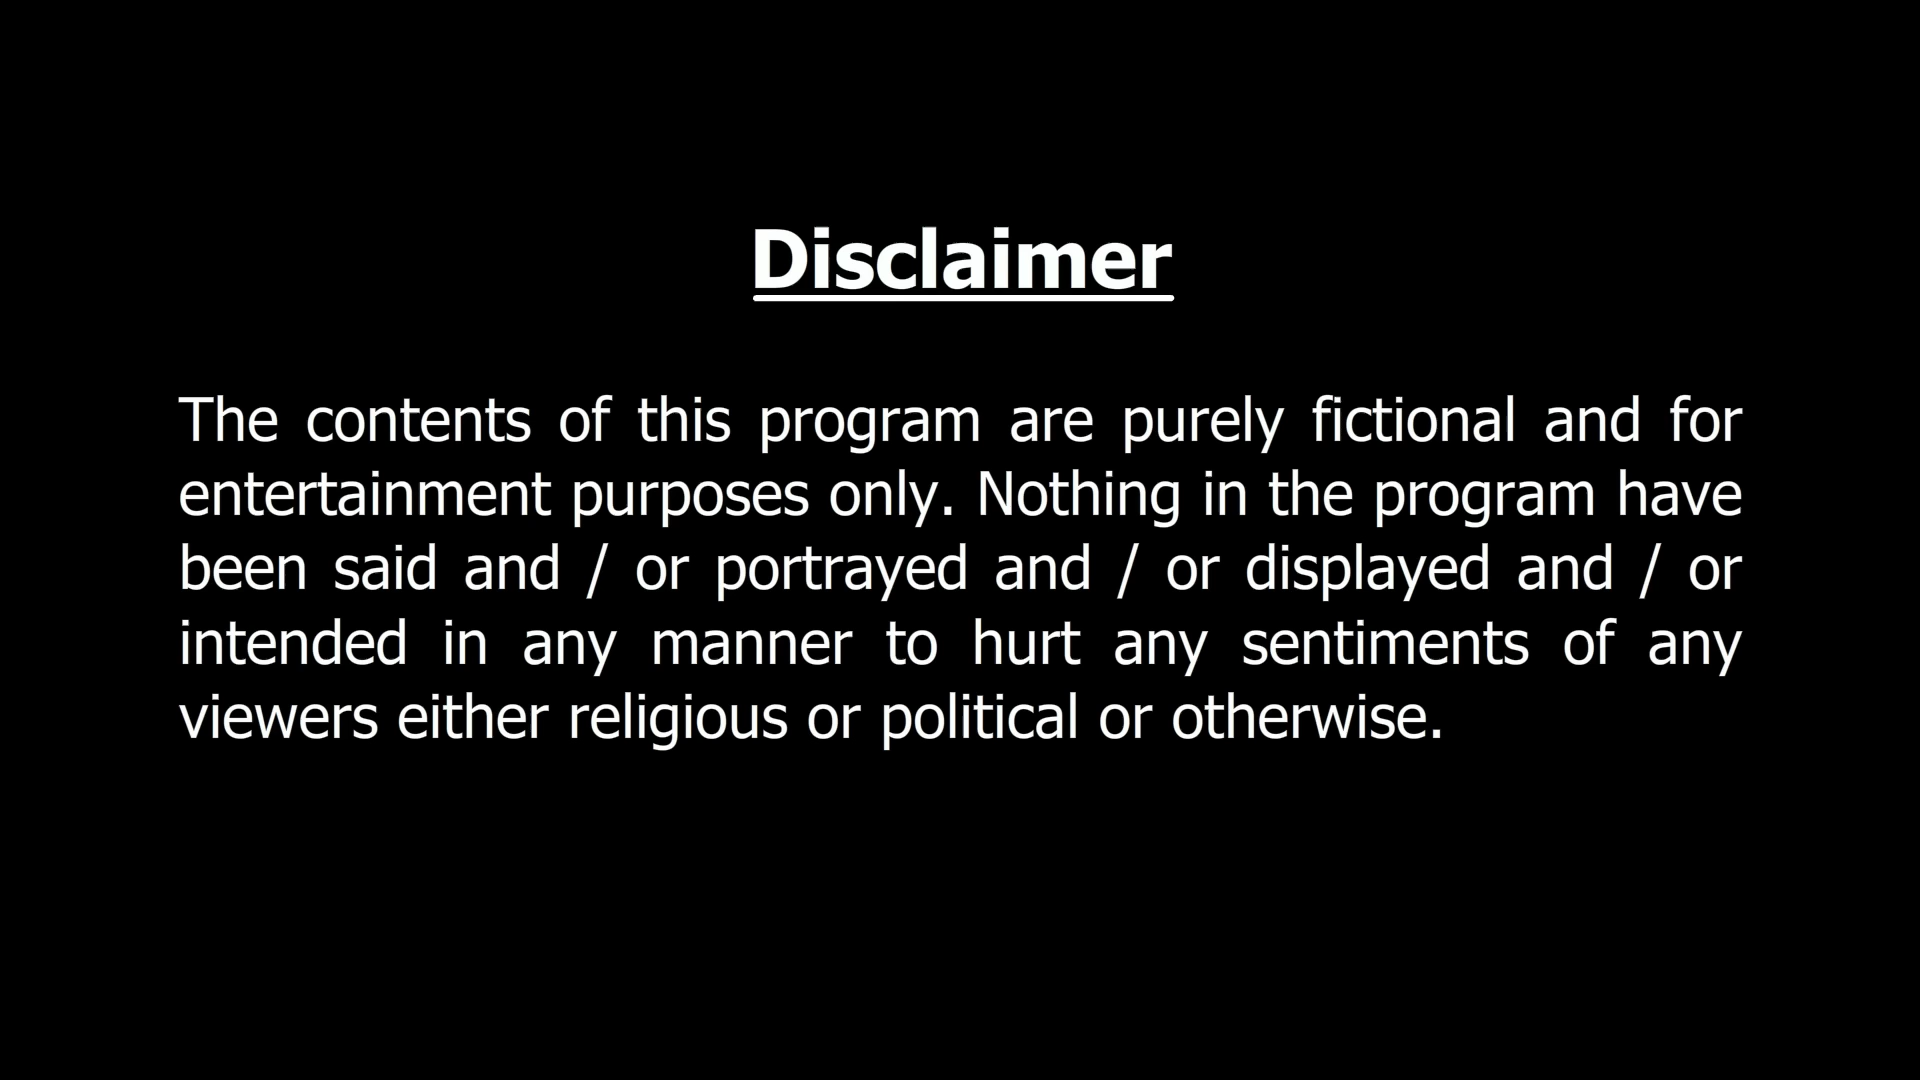 Disclaimer
The contents of this program are purely fictional and for
entertainment purposes only. Nothing in the program have
been said and / or portrayed and / or displayed and / or
intended in any manner to hurt any sentiments of any
viewers either religious or political or otherwise.